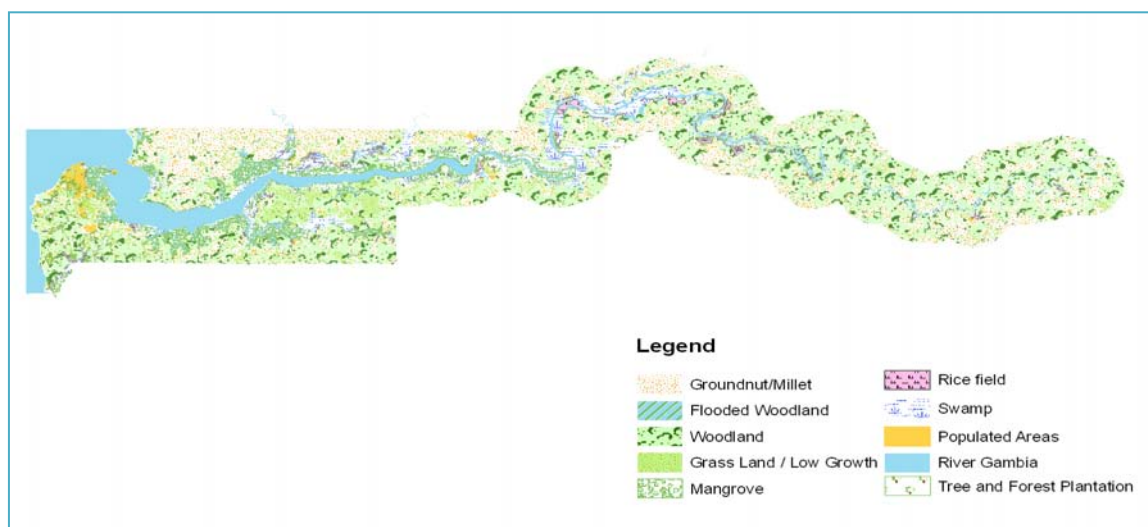 Legend
Groundnut/Millet
Flooded Woodland
Woodland
Grass Land / Low Growth
Mangrove
Rice field
Swamp
Populated Areas
River Gambia
Tree and Forest Plantation